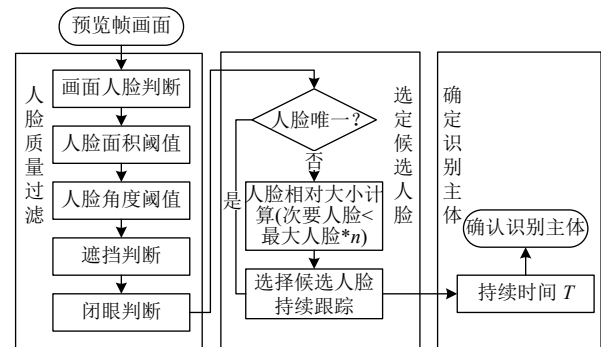 预览帧画面
人脸质量过滤
画面人脸判断
人脸面积阈值
人脸角度阈值
遮挡判断
闭眼判断
选定候选人脸
人脸唯一？
否
是
人脸相对大小计
算(次要人脸<
最大人脸*n)
选择候选人脸
持续跟踪
确定识别主体
确认识别主体
持续时间 T